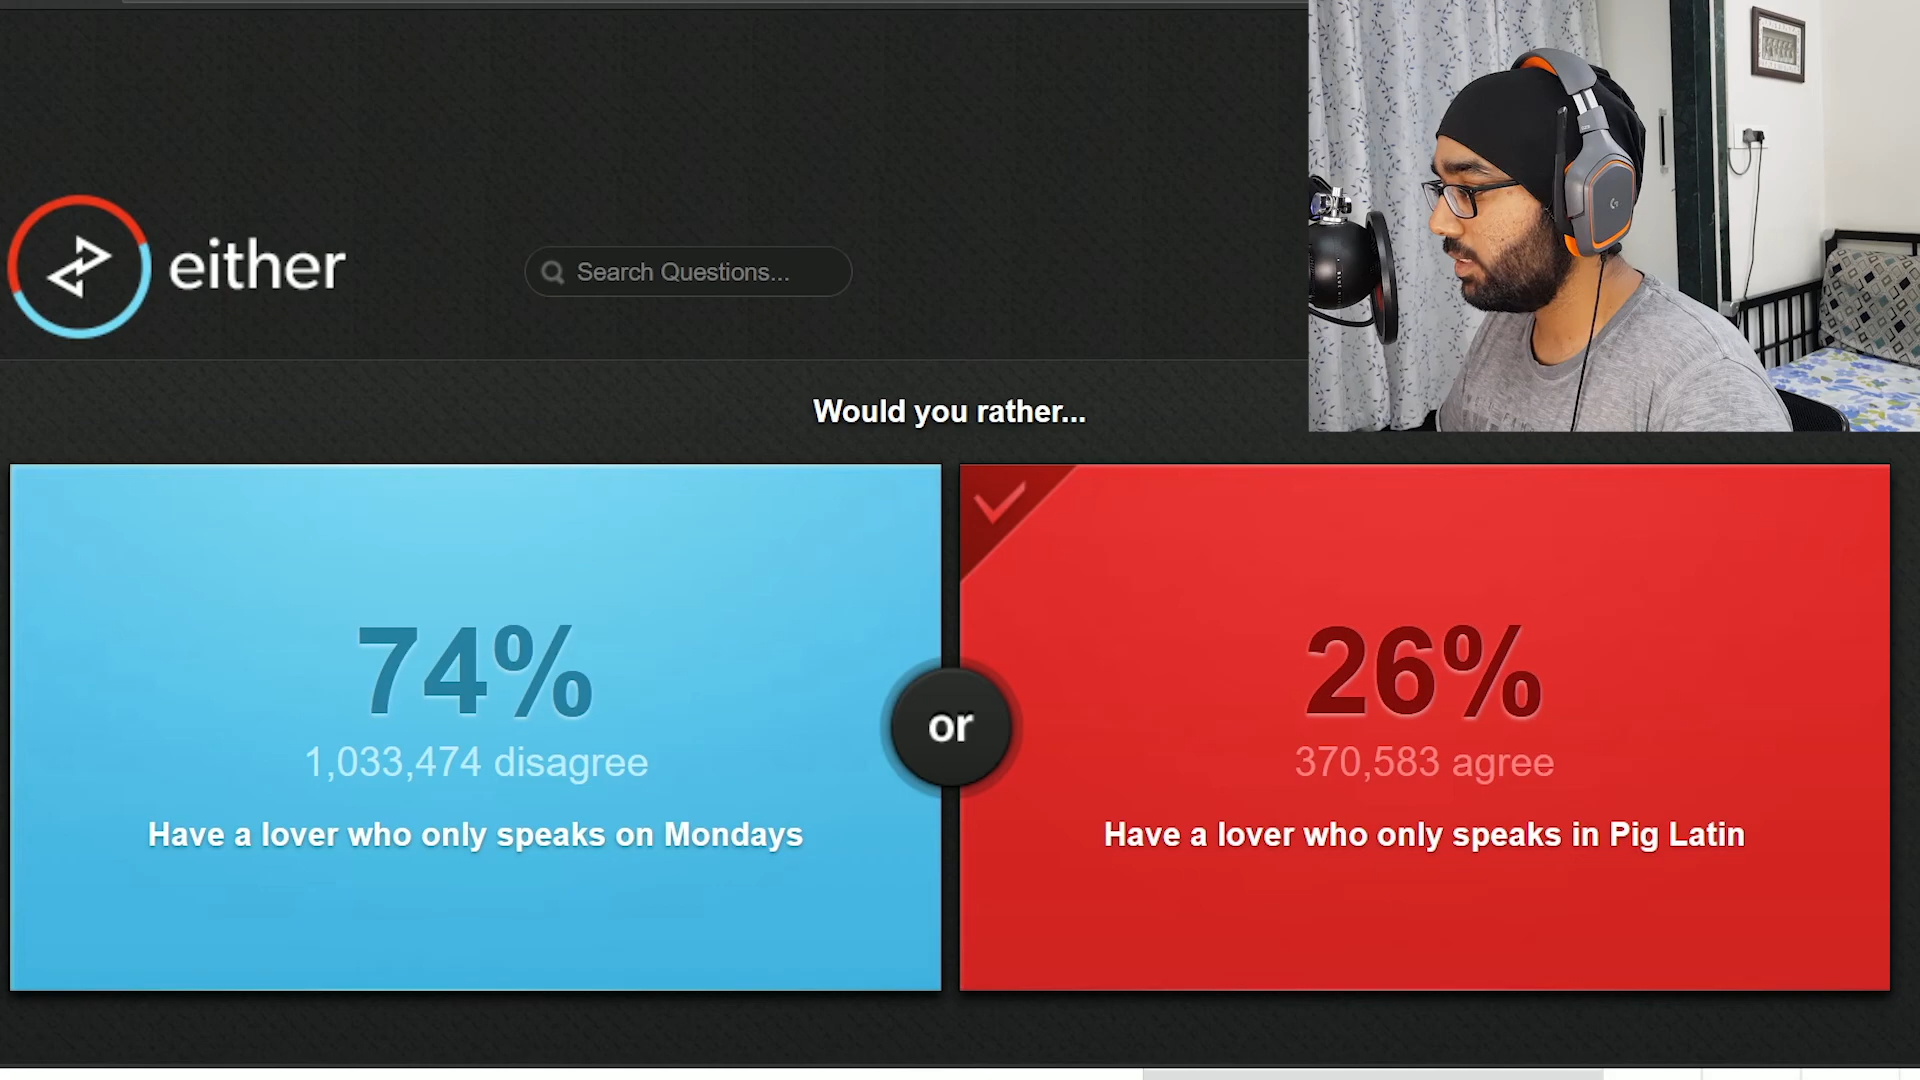 either
Search Questions...
Would you rather...
74%
1,033,474 disagree
Have a lover who only speaks on Mondays
or
26%
370,583 agree
Have a lover who only speaks in Pig Latin